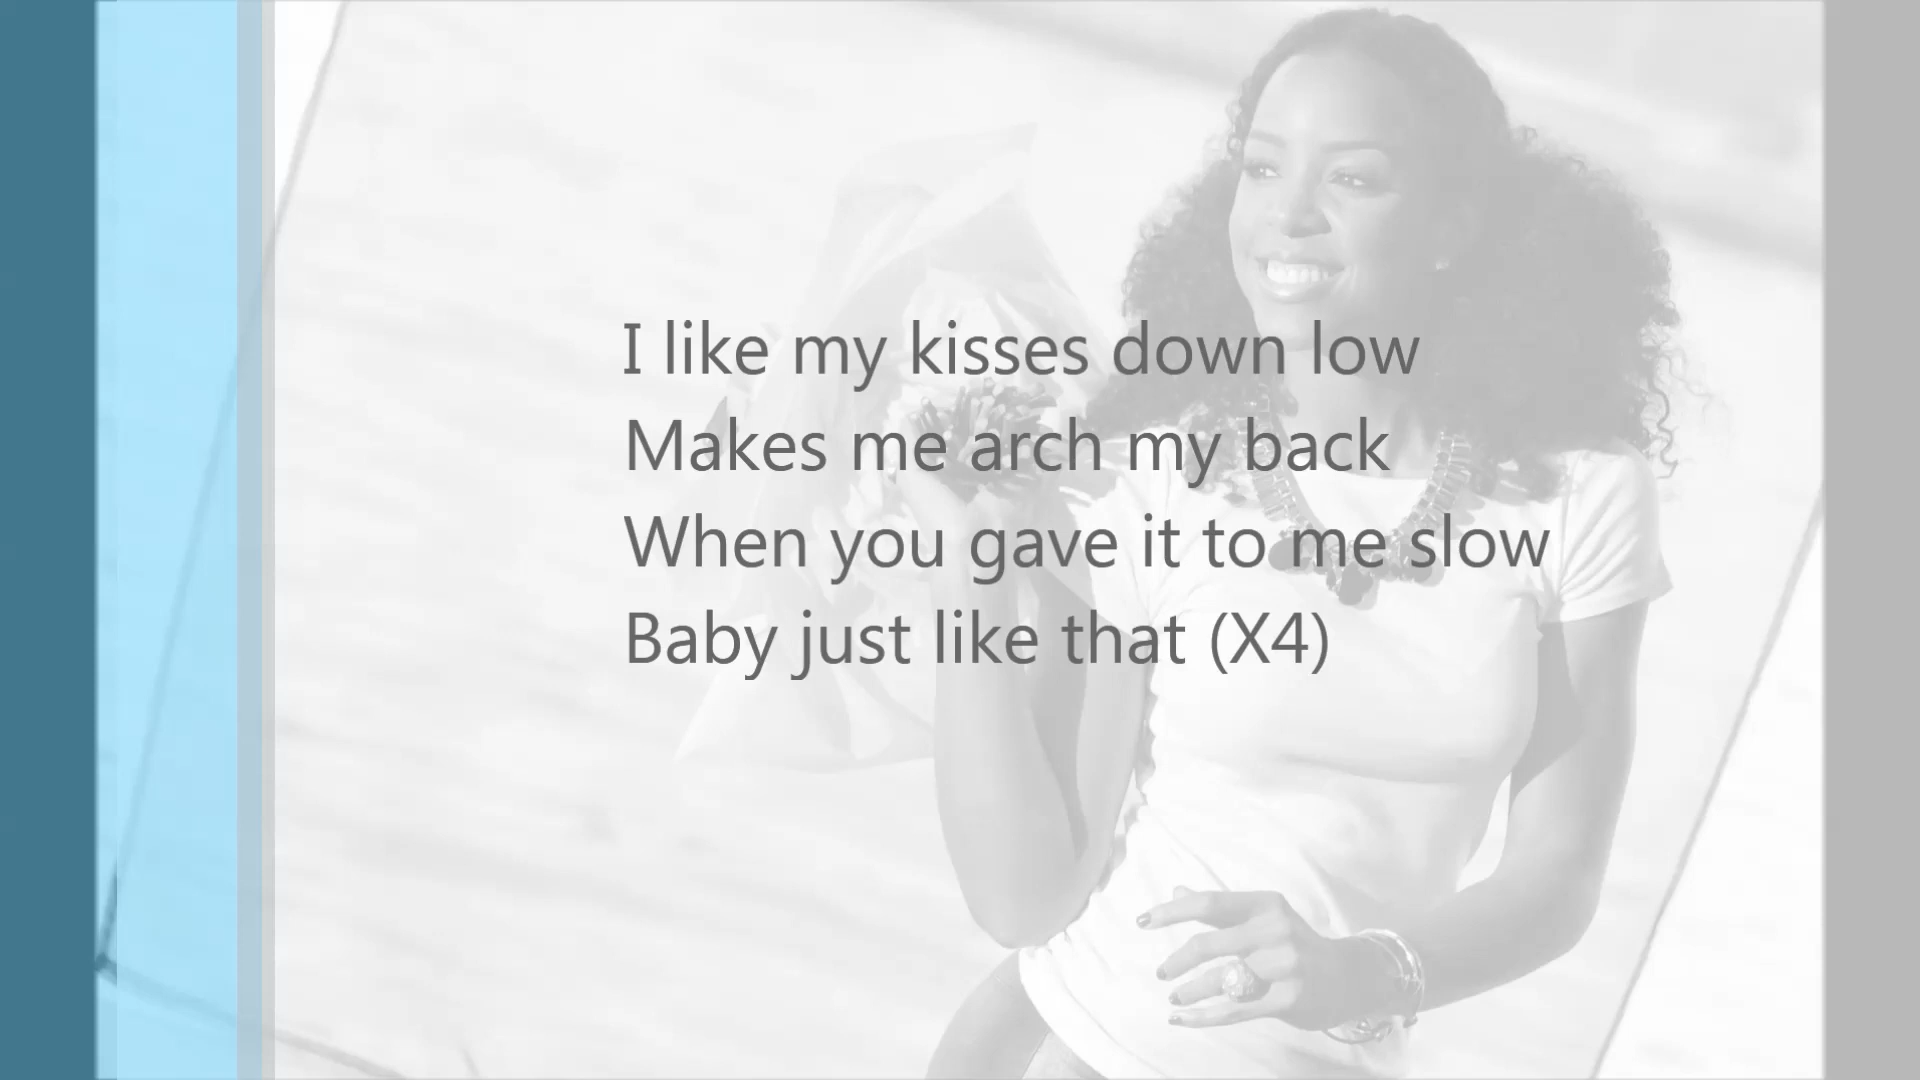 I like my kisses down low
Makes me arch my back
When you gave it to me slow
Baby just like that (X4)